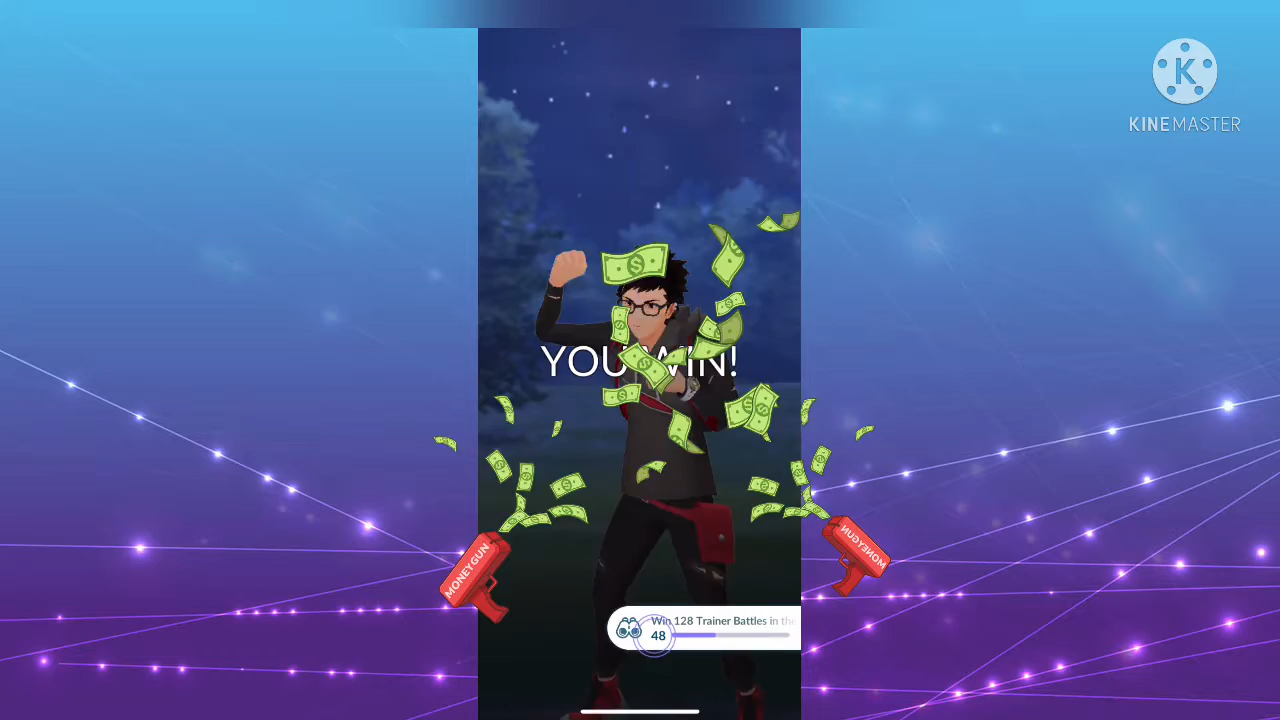 K
KINEMASTER
YOU WIN!
MONEYGUN
MONEYGUN
Win 128 Trainer Battles in the
48